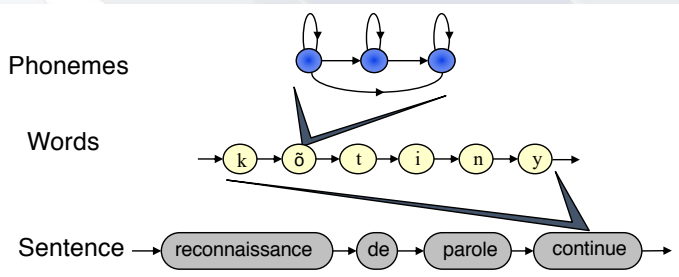 Phonemes
Words
k õ t i n y
Sentence
reconnaissance de parole continue